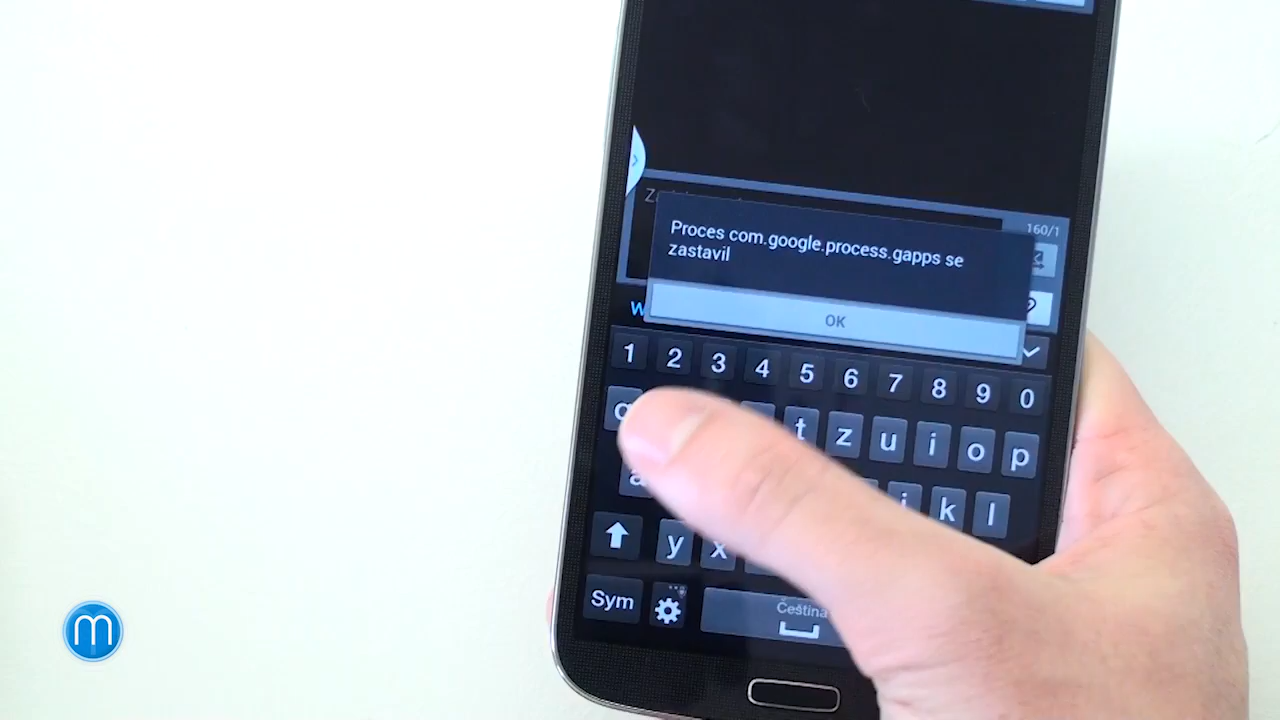 160/1
Proces com.google.process.gapps se
zastavil
OK
1 2 3 4 5 6 7 8 9 0
t z u i o p
a k l
y x
Sym Čeština
m